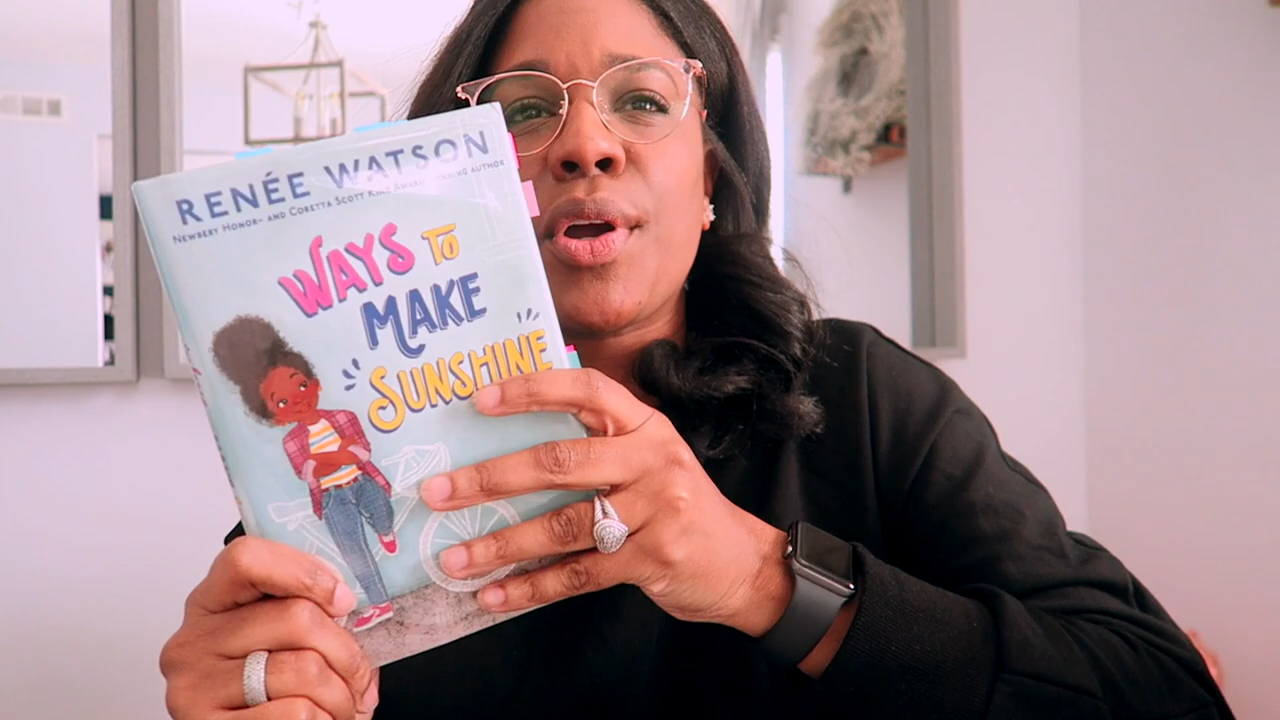 RENÉE WATSON
NEWBERY HONOR- AND CORETTA SCOTT KING AWARD-WINNING AUTHOR
WAYS TO
MAKE
SUNSHINE